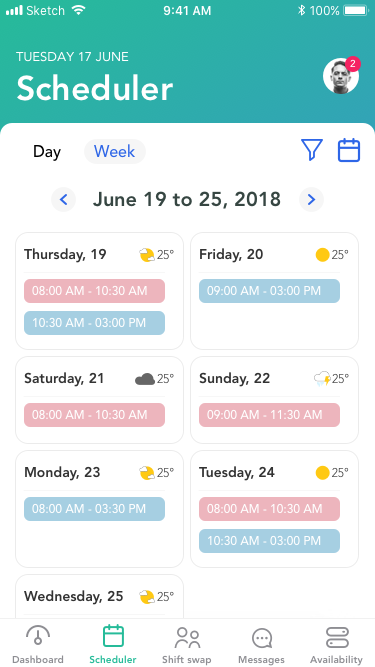 Sketch
9:41 AM
100%
TUESDAY 17 JUNE
Scheduler
2
Day
Week
June 19 to 25, 2018
Thursday, 19
25°
08:00 AM - 10:30 AM
10:30 AM - 03:00 PM
Friday, 20
25°
09:00 AM - 03:00 PM
Saturday, 21
25°
08:00 AM - 10:30 AM
Sunday, 22
25°
09:00 AM - 11:30 AM
Monday, 23
25°
08:00 AM - 03:30 PM
Tuesday, 24
25°
08:00 AM - 10:30 AM
10:30 AM - 03:00 PM
Wednesday, 25
25°
Dashboard
Scheduler
Shift swap
Messages
Availability